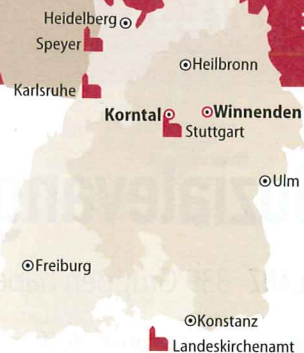 Heidelberg
Speyer
Heilbronn
Karlsruhe
Korntal
Winnenden
Stuttgart
Ulm
Freiburg
Konstanz
Landeskirchenamt